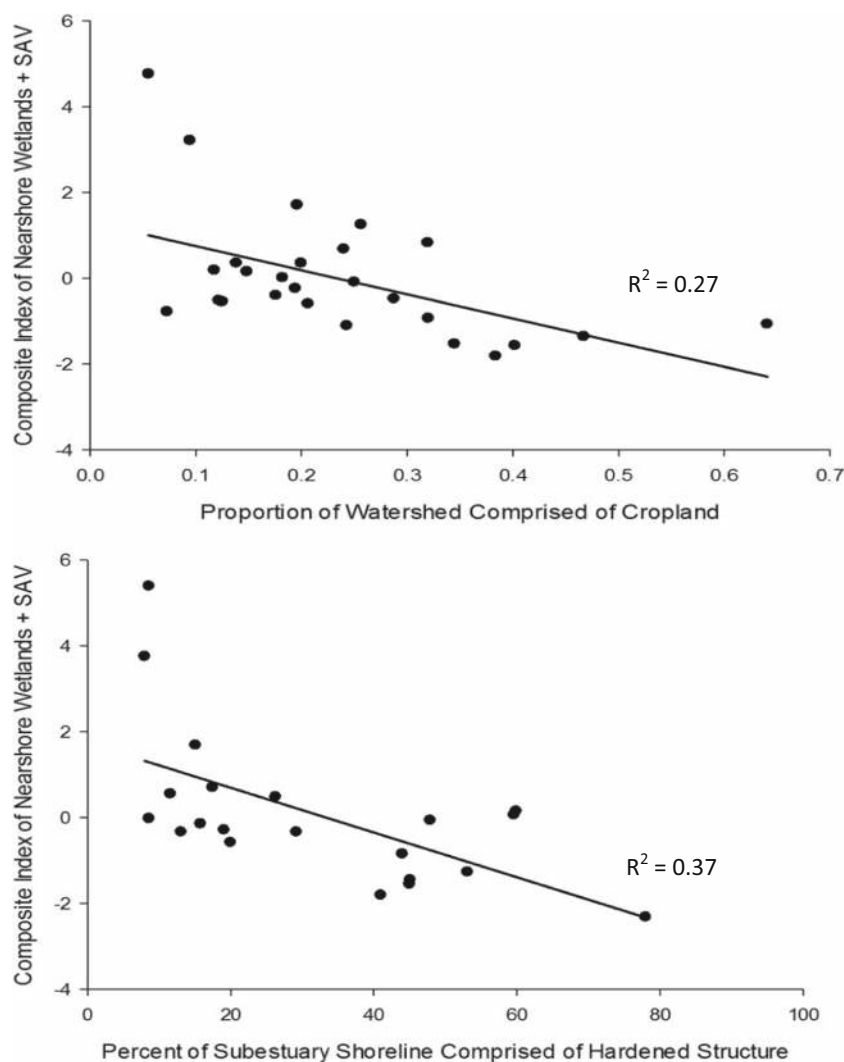 Composite Index of Nearshore Wetlands + SAV
6
4
2
0
-2
-4
R² = 0.27
0.0 0.1 0.2 0.3 0.4 0.5 0.6 0.7
Proportion of Watershed Comprised of Cropland
Composite Index of Nearshore Wetlands + SAV
6
4
2
0
-2
-4
R² = 0.37
0 20 40 60 80 100
Percent of Subestuary Shoreline Comprised of Hardened Structure